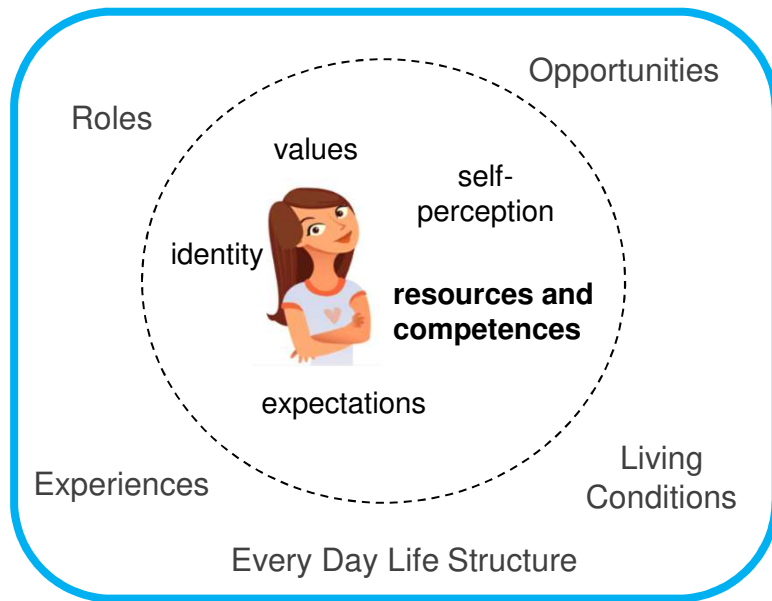 Opportunities
Roles
values
self-
perception
identity
resources and
competences
expectations
Living
Conditions
Experiences
Every Day Life Structure